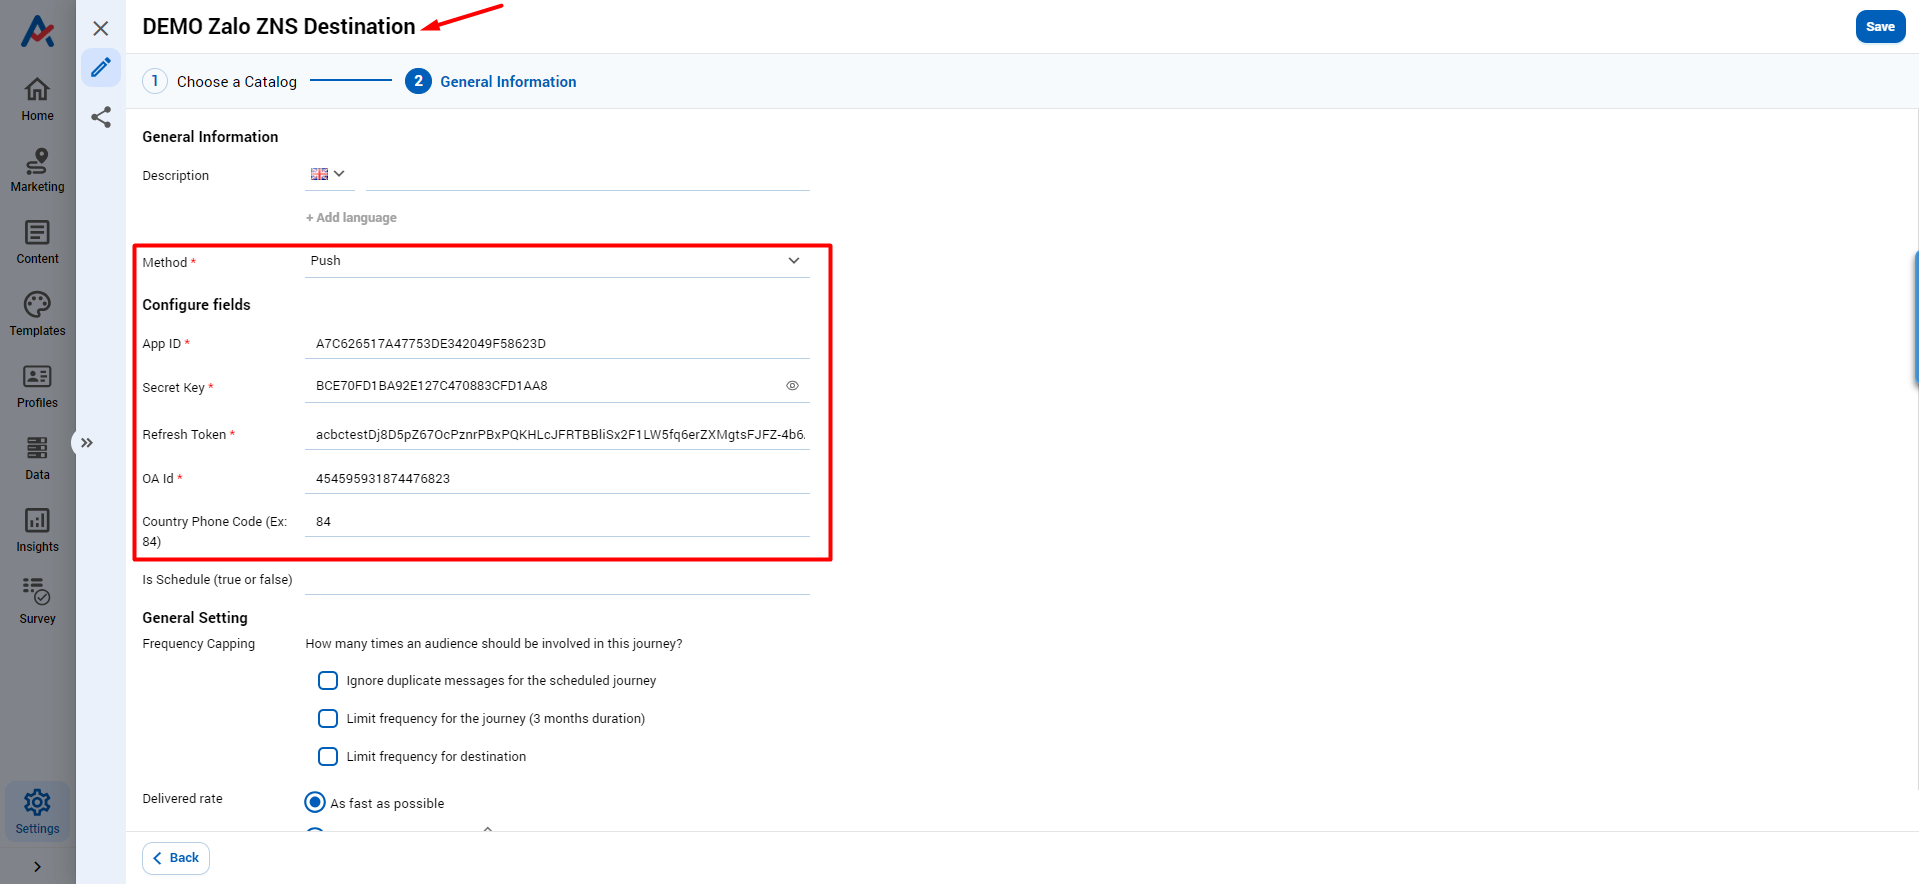 DEMO Zalo ZNS Destination
Save
1 Choose a Catalog
2 General Information
Home
Marketing
Content
Templates
Profiles
Data
Insights
Survey
Settings
General Information
Description
+ Add language
Method * Push
Configure fields
App ID * A7C626517A47753DE342049F58623D
Secret Key * BCE70FD1BA92E127C470883CFD1AA8
Refresh Token * acbctestDj8D5pZ67OcPznrPBxPQKHLcJFRTBBliSx2F1LW5fq6erZXMgtsFJFZ-4b6.
OA Id * 454595931874476823
Country Phone Code (Ex: 84
84)
Is Schedule (true or false)
General Setting
Frequency Capping How many times an audience should be involved in this journey?
Ignore duplicate messages for the scheduled journey
Limit frequency for the journey (3 months duration)
Limit frequency for destination
Delivered rate As fast as possible
Back